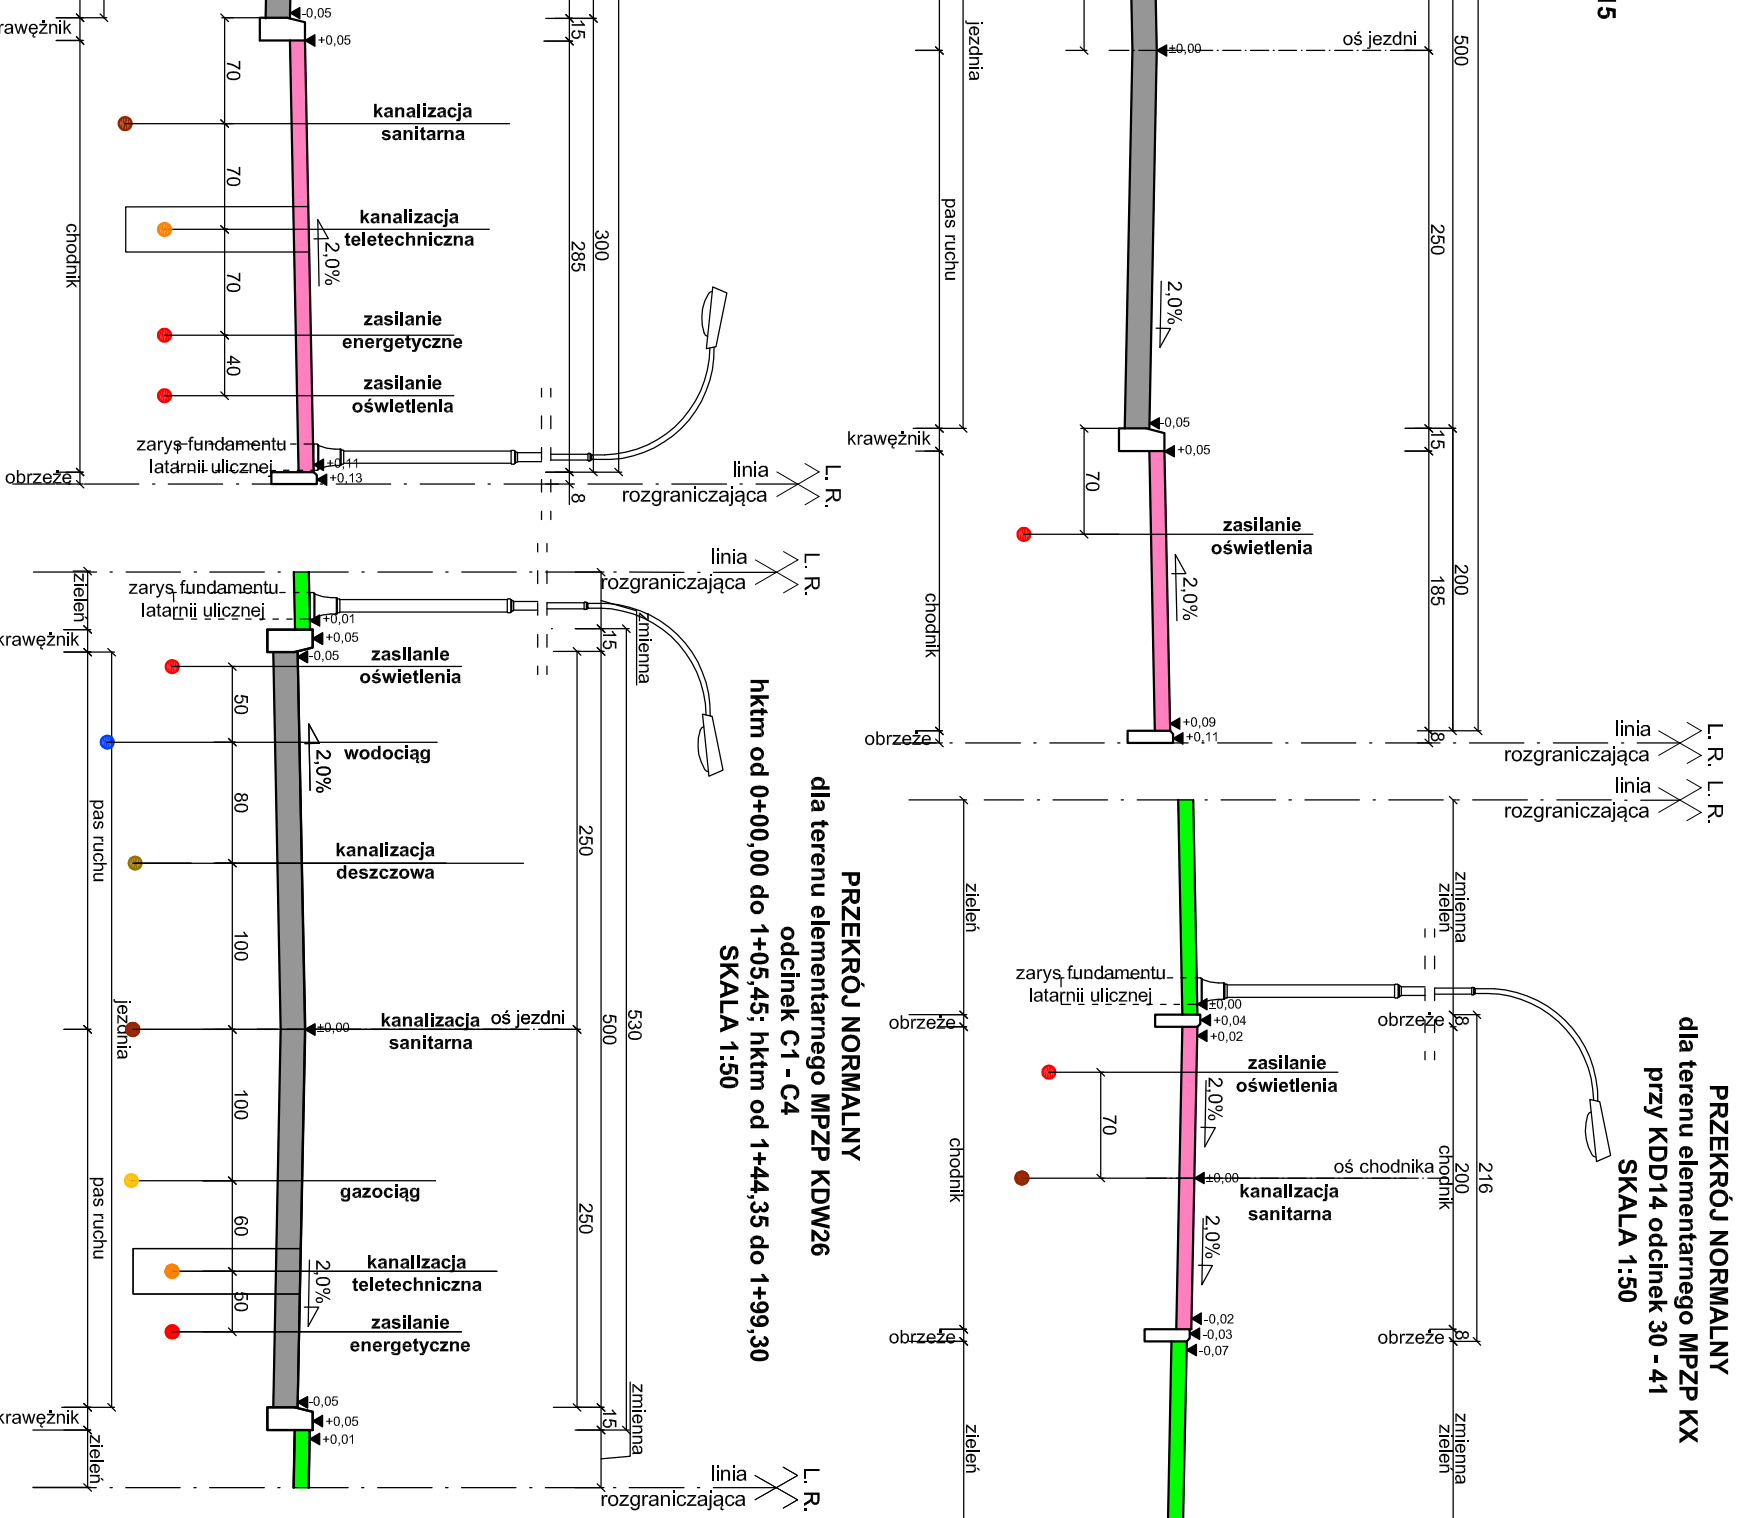 -0,05
krawężnik
+0,05
15
70
kanalizacja
sanitarna
70
kanalizacja
teletechniczna
2,0%
chodnik
300
285
70
zasilanie
energetyczne
40
zasilanie
oświetlenia
zarys fundamentu
latarnii ulicznej
+0,11
+0,13
obrzeże
8
linia
rozgraniczająca
L. R.
15
jezdnia
±0,00
oś jezdni
500
250
pas ruchu
2,0%
-0,05
krawężnik
+0,05
15
70
zasilanie
oświetlenia
2,0%
chodnik
200
185
+0,09
+0,11
obrzeże
8
linia
rozgraniczająca
L. R.
linia
rozgraniczająca
L. R.
zieleń
zarys fundamentu
latarnii ulicznej
+0,01
+0,05
-0,05
krawężnik
15
zmienna
zasilanie
oświetlenia
50
wodociąg
2,0%
80
pas ruchu
250
kanalizacja
deszczowa
100
jezdnia
±0,00
kanalizacja
sanitarna
oś jezdni
500
530
100
gazociąg
pas ruchu
250
60
kanalizacja
teletechniczna
2,0%
50
zasilanie
energetyczne
-0,05
+0,05
+0,01
krawężnik
15
zmienna
zieleń
linia
rozgraniczająca
L. R.
PRZEKRÓJ NORMALNY
dla terenu elementarnego MPZP KDW26
odcinek C1 - C4
hktm od 0+00,00 do 1+05,45; hktm od 1+44,35 do 1+99,30
SKALA 1:50
linia
rozgraniczająca
L. R.
zieleń
zmienna
zieleń
zarys fundamentu
latarnii ulicznej
±0,00
+0,04
+0,02
obrzeże
obrzeże
8
zasilanie
oświetlenia
2,0%
70
chodnik
±0,00
oś chodnika
kanalizacja
sanitarna
chodnik
200
216
2,0%
-0,02
-0,03
-0,07
obrzeże
obrzeże
8
zieleń
zmienna
zieleń
PRZEKRÓJ NORMALNY
dla terenu elementarnego MPZP KX
przy KDD14 odcinek 30 - 41
SKALA 1:50